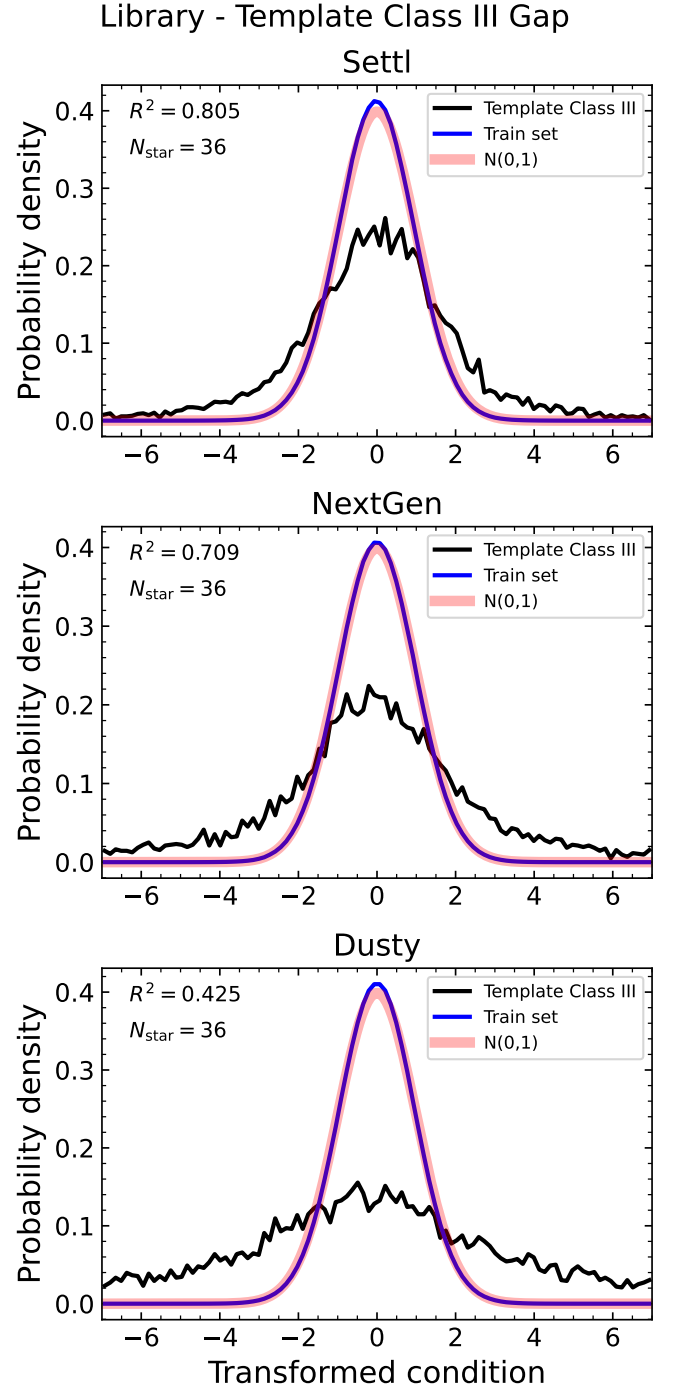 Library - Template Class III Gap
Settl
R² = 0.805
N_star = 36
Template Class III
Train set
N(0,1)
0.4
0.3
0.2
0.1
0.0
Probability density
−6 −4 −2 0 2 4 6
NextGen
R² = 0.709
N_star = 36
Template Class III
Train set
N(0,1)
0.4
0.3
0.2
0.1
0.0
Probability density
−6 −4 −2 0 2 4 6
Dusty
R² = 0.425
N_star = 36
Template Class III
Train set
N(0,1)
0.4
0.3
0.2
0.1
0.0
Probability density
−6 −4 −2 0 2 4 6
Transformed condition